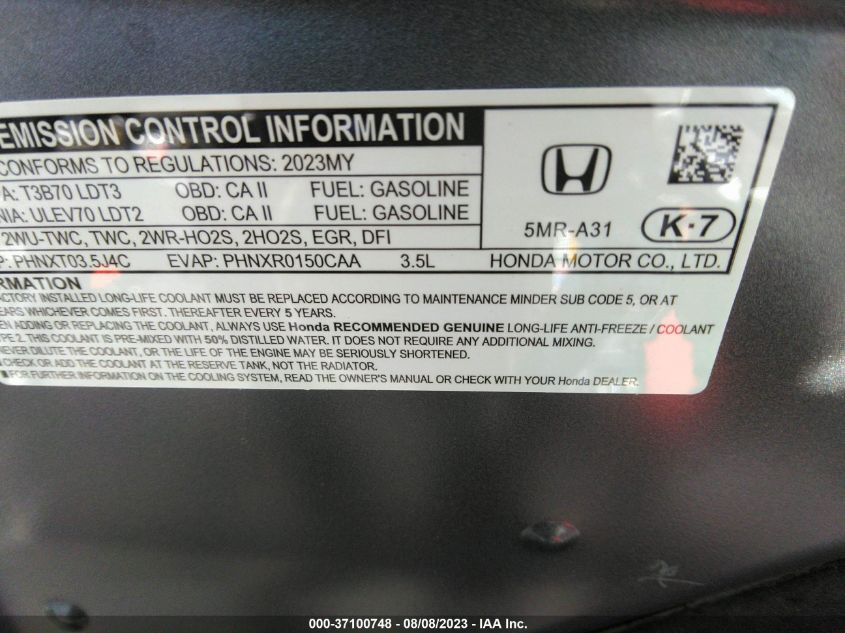 EMISSION CONTROL INFORMATION
CONFORMS TO REGULATIONS: 2023MY
A: T3B70 LDT3 OBD: CA II FUEL: GASOLINE
NIA: ULEV70 LDT2 OBD: CA II FUEL: GASOLINE
2WU-TWC, TWC, 2WR-HO2S, 2HO2S, EGR, DFI
P: PHNXT03.5J4C EVAP: PHNXR0150CAA 3.5L
5MR-A31
K-7
HONDA MOTOR CO., LTD.
RMATION
ACTORY INSTALLED LONG-LIFE COOLANT MUST BE REPLACED ACCORDING TO MAINTENANCE MINDER SUB CODE 5, OR AT
EARS WHICHEVER COMES FIRST. THEREAFTER EVERY 5 YEARS.
EN ADDING OR REPLACING THE COOLANT, ALWAYS USE Honda RECOMMENDED GENUINE LONG-LIFE ANTI-FREEZE / COOLANT
YPE 2. THIS COOLANT IS PRE-MIXED WITH 50% DISTILLED WATER. IT DOES NOT REQUIRE ANY ADDITIONAL MIXING.
NEVER DILUTE THE COOLANT, OR THE LIFE OF THE ENGINE MAY BE SERIOUSLY SHORTENED.
CHECK OR ADD THE COOLANT AT THE RESERVE TANK, NOT THE RADIATOR.
■ FOR FURTHER INFORMATION ON THE COOLING SYSTEM, READ THE OWNER'S MANUAL OR CHECK WITH YOUR Honda DEALER.
000-37100748 - 08/08/2023 - IAA Inc.